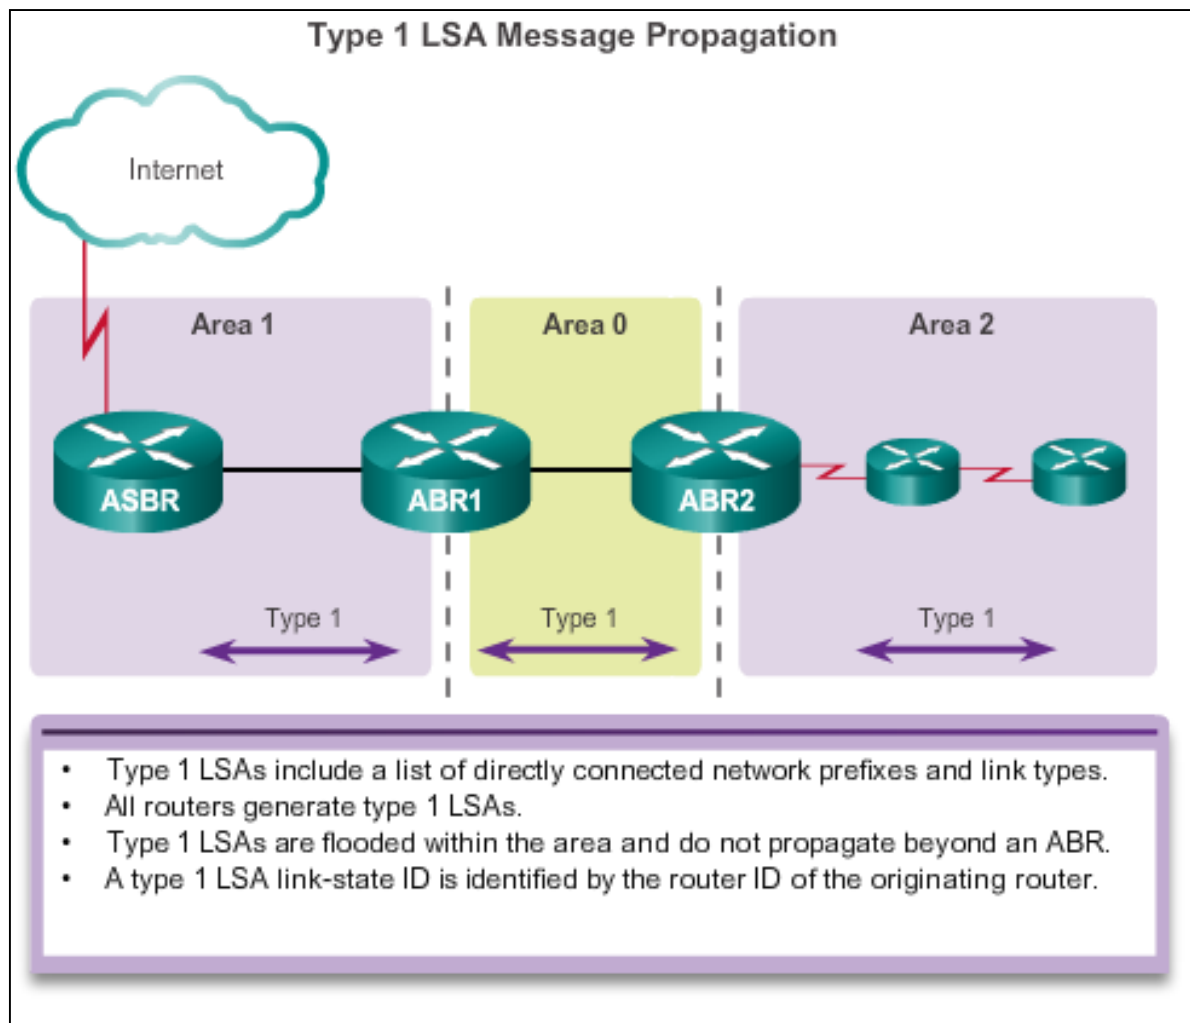 Type 1 LSA Message Propagation
Internet
Area 1
Area 0
Area 2
ASBR
ABR1
ABR2
Type 1
Type 1
Type 1
• Type 1 LSAs include a list of directly connected network prefixes and link types.
• All routers generate type 1 LSAs.
• Type 1 LSAs are flooded within the area and do not propagate beyond an ABR.
• A type 1 LSA link-state ID is identified by the router ID of the originating router.